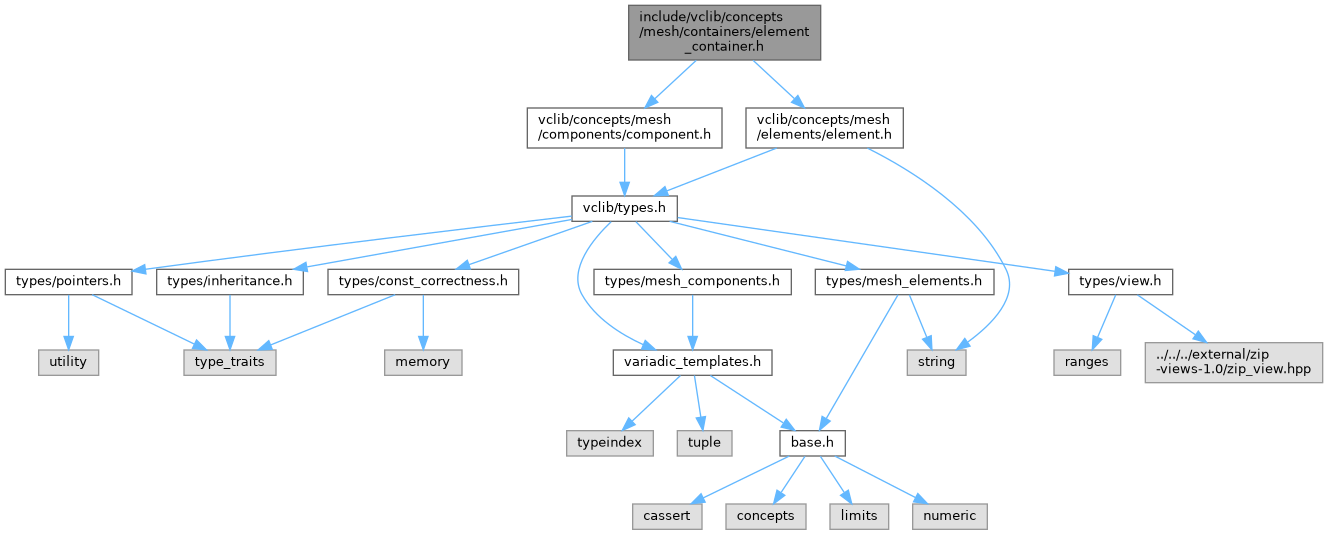 include/vclib/concepts
/mesh/containers/element
_container.h
vclib/concepts/mesh
/components/component.h
vclib/concepts/mesh
/elements/element.h
vclib/types.h
types/pointers.h
types/inheritance.h
types/const_correctness.h
types/mesh_components.h
types/mesh_elements.h
types/view.h
utility
type_traits
memory
variadic_templates.h
string
ranges
../../../external/zip
-views-1.0/zip_view.hpp
typeindex
tuple
base.h
cassert
concepts
limits
numeric